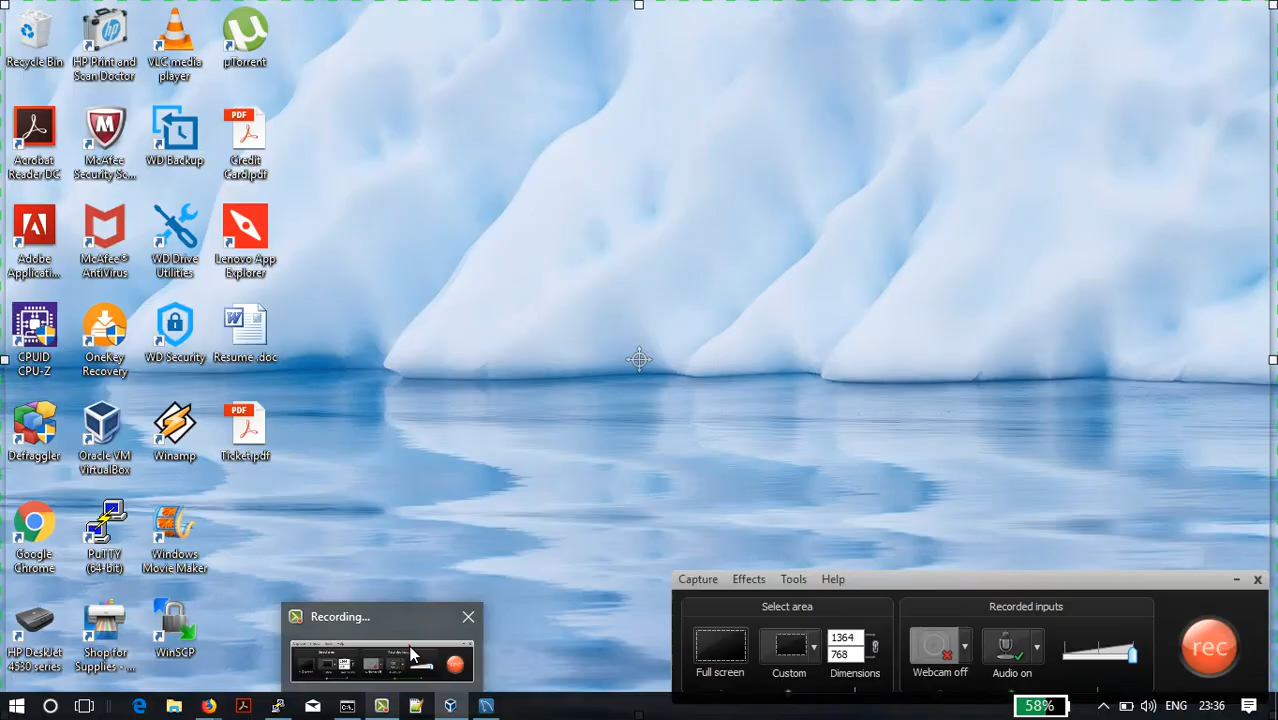 Recycle Bin
HP Print and
Scan Doctor
VLC media
player
µTorrent
Acrobat
Reader DC
McAfee
Security Sc...
WD Backup
PDF
Credit
Card.pdf
Adobe
Applicati...
McAfee®
AntiVirus
WD Drive
Utilities
Lenovo App
Explorer
CPUID
CPU-Z
OneKey
Recovery
WD Security
Resume .doc
Defraggler
Oracle VM
VirtualBox
Winamp
PDF
Ticket.pdf
Google
Chrome
PuTTY
(64-bit)
Windows
Movie Maker
HP DeskJet
4530 series
Shop for
Supplies - ...
WinSCP
Recording...
Capture Effects Tools Help
Select area
Recorded inputs
1364
768
rec
Full screen
Custom
Dimensions
Webcam off
Audio on
58%
ENG
23:36